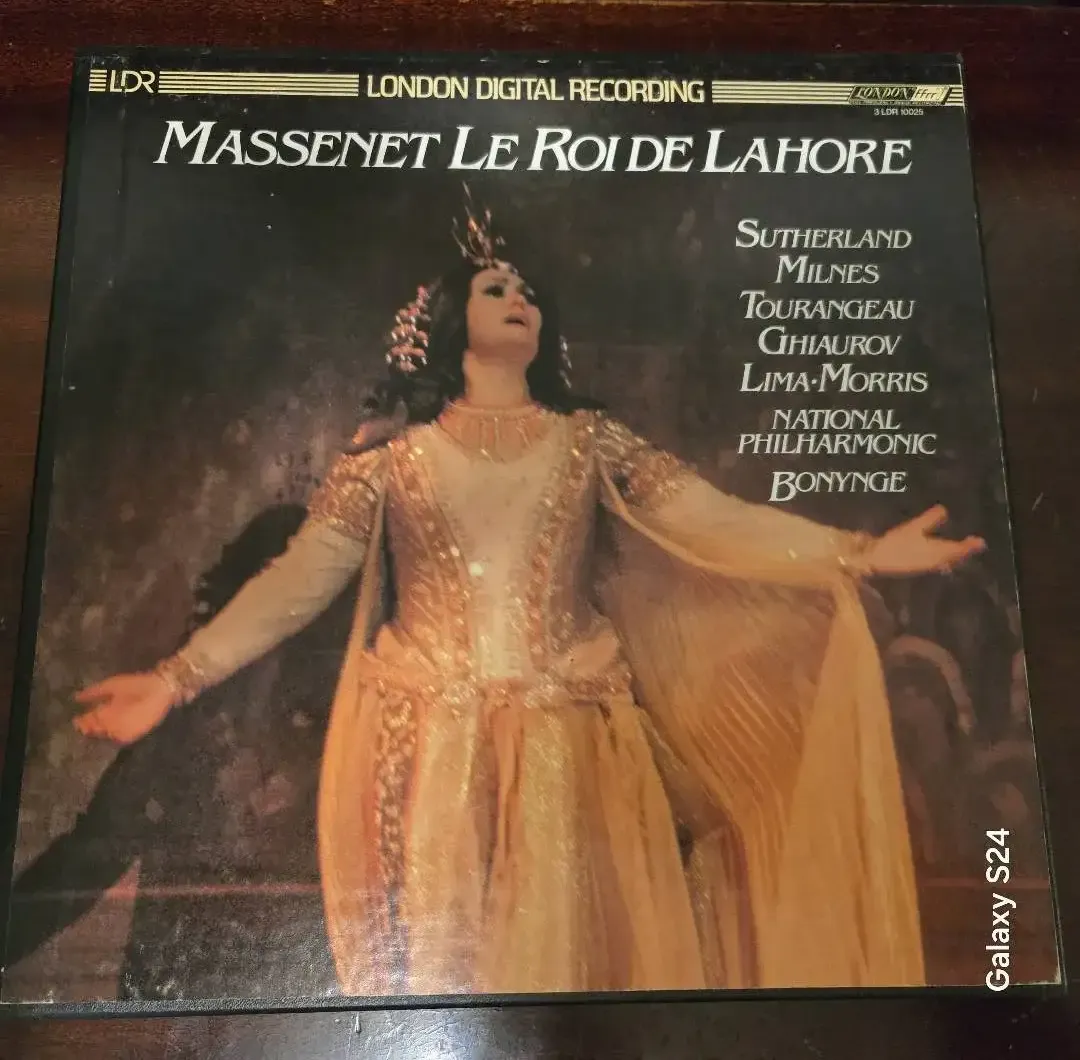 LDR LONDON DIGITAL RECORDING LONDON ffrr
3 LDR 10025
MASSENET LE ROI DE LAHORE
SUTHERLAND
MILNES
TOURANGEAU
GHIAUROV
LIMA·MORRIS
NATIONAL
PHILHARMONIC
BONYNGE
Galaxy S24